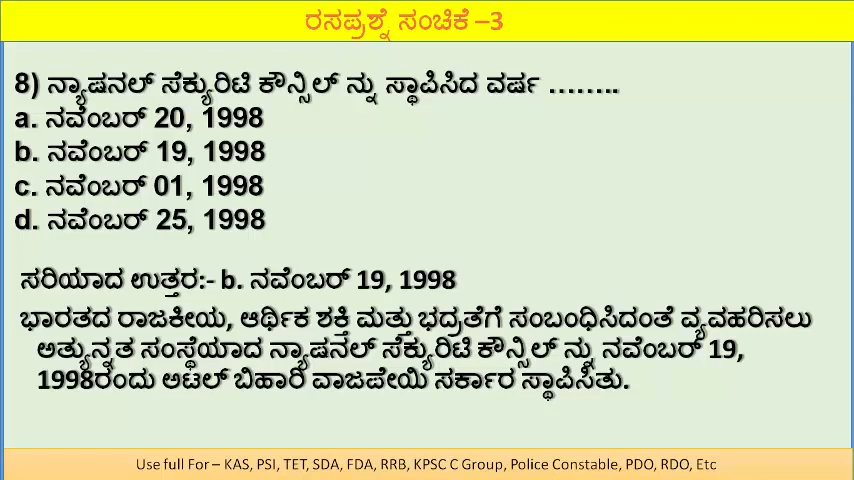 ರಸಪ್ರಶ್ನೆ ಸಂಚಿಕೆ –3
8) ನ್ಯಾಷನಲ್ ಸೆಕ್ಯುರಿಟಿ ಕೌನ್ಸಿಲ್ ನ್ನು ಸ್ಥಾಪಿಸಿದ ವರ್ಷ ……..
a. ನವೆಂಬರ್ 20, 1998
b. ನವೆಂಬರ್ 19, 1998
c. ನವೆಂಬರ್ 01, 1998
d. ನವೆಂಬರ್ 25, 1998
ಸರಿಯಾದ ಉತ್ತರ:- b. ನವೆಂಬರ್ 19, 1998
ಭಾರತದ ರಾಜಕೀಯ, ಆರ್ಥಿಕ ಶಕ್ತಿ ಮತ್ತು ಭದ್ರತೆಗೆ ಸಂಬಂಧಿಸಿದಂತೆ ವ್ಯವಹರಿಸಲು
ಅತ್ಯುನ್ನತ ಸಂಸ್ಥೆಯಾದ ನ್ಯಾಷನಲ್ ಸೆಕ್ಯುರಿಟಿ ಕೌನ್ಸಿಲ್ ನ್ನು ನವೆಂಬರ್ 19,
1998ರಂದು ಅಟಲ್ ಬಿಹಾರಿ ವಾಜಪೇಯಿ ಸರ್ಕಾರ ಸ್ಥಾಪಿಸಿತು.
Use full For – KAS, PSI, TET, SDA, FDA, RRB, KPSC C Group, Police Constable, PDO, RDO, Etc